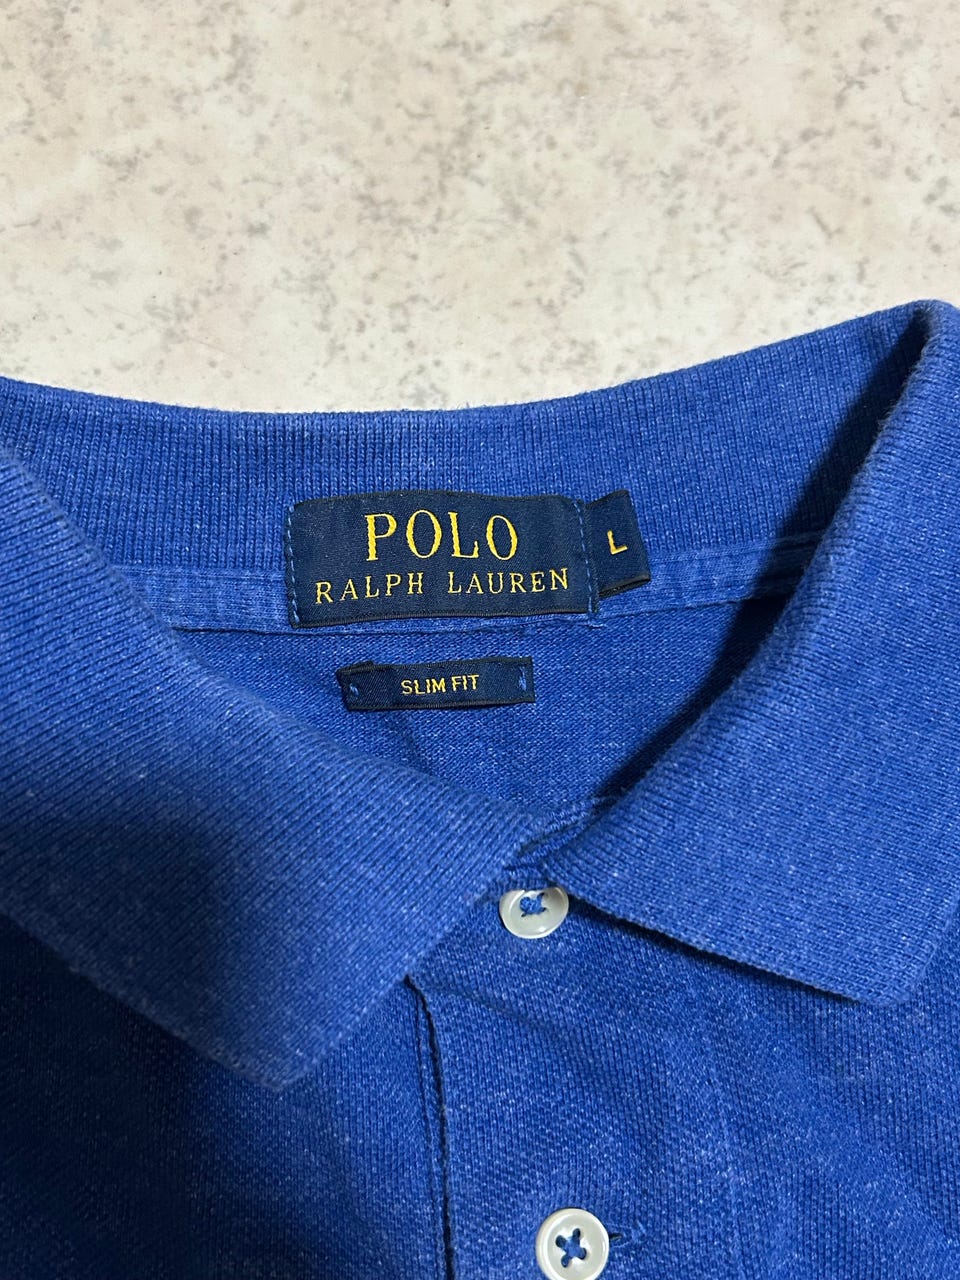 POLO
RALPH LAUREN
L
SLIM FIT